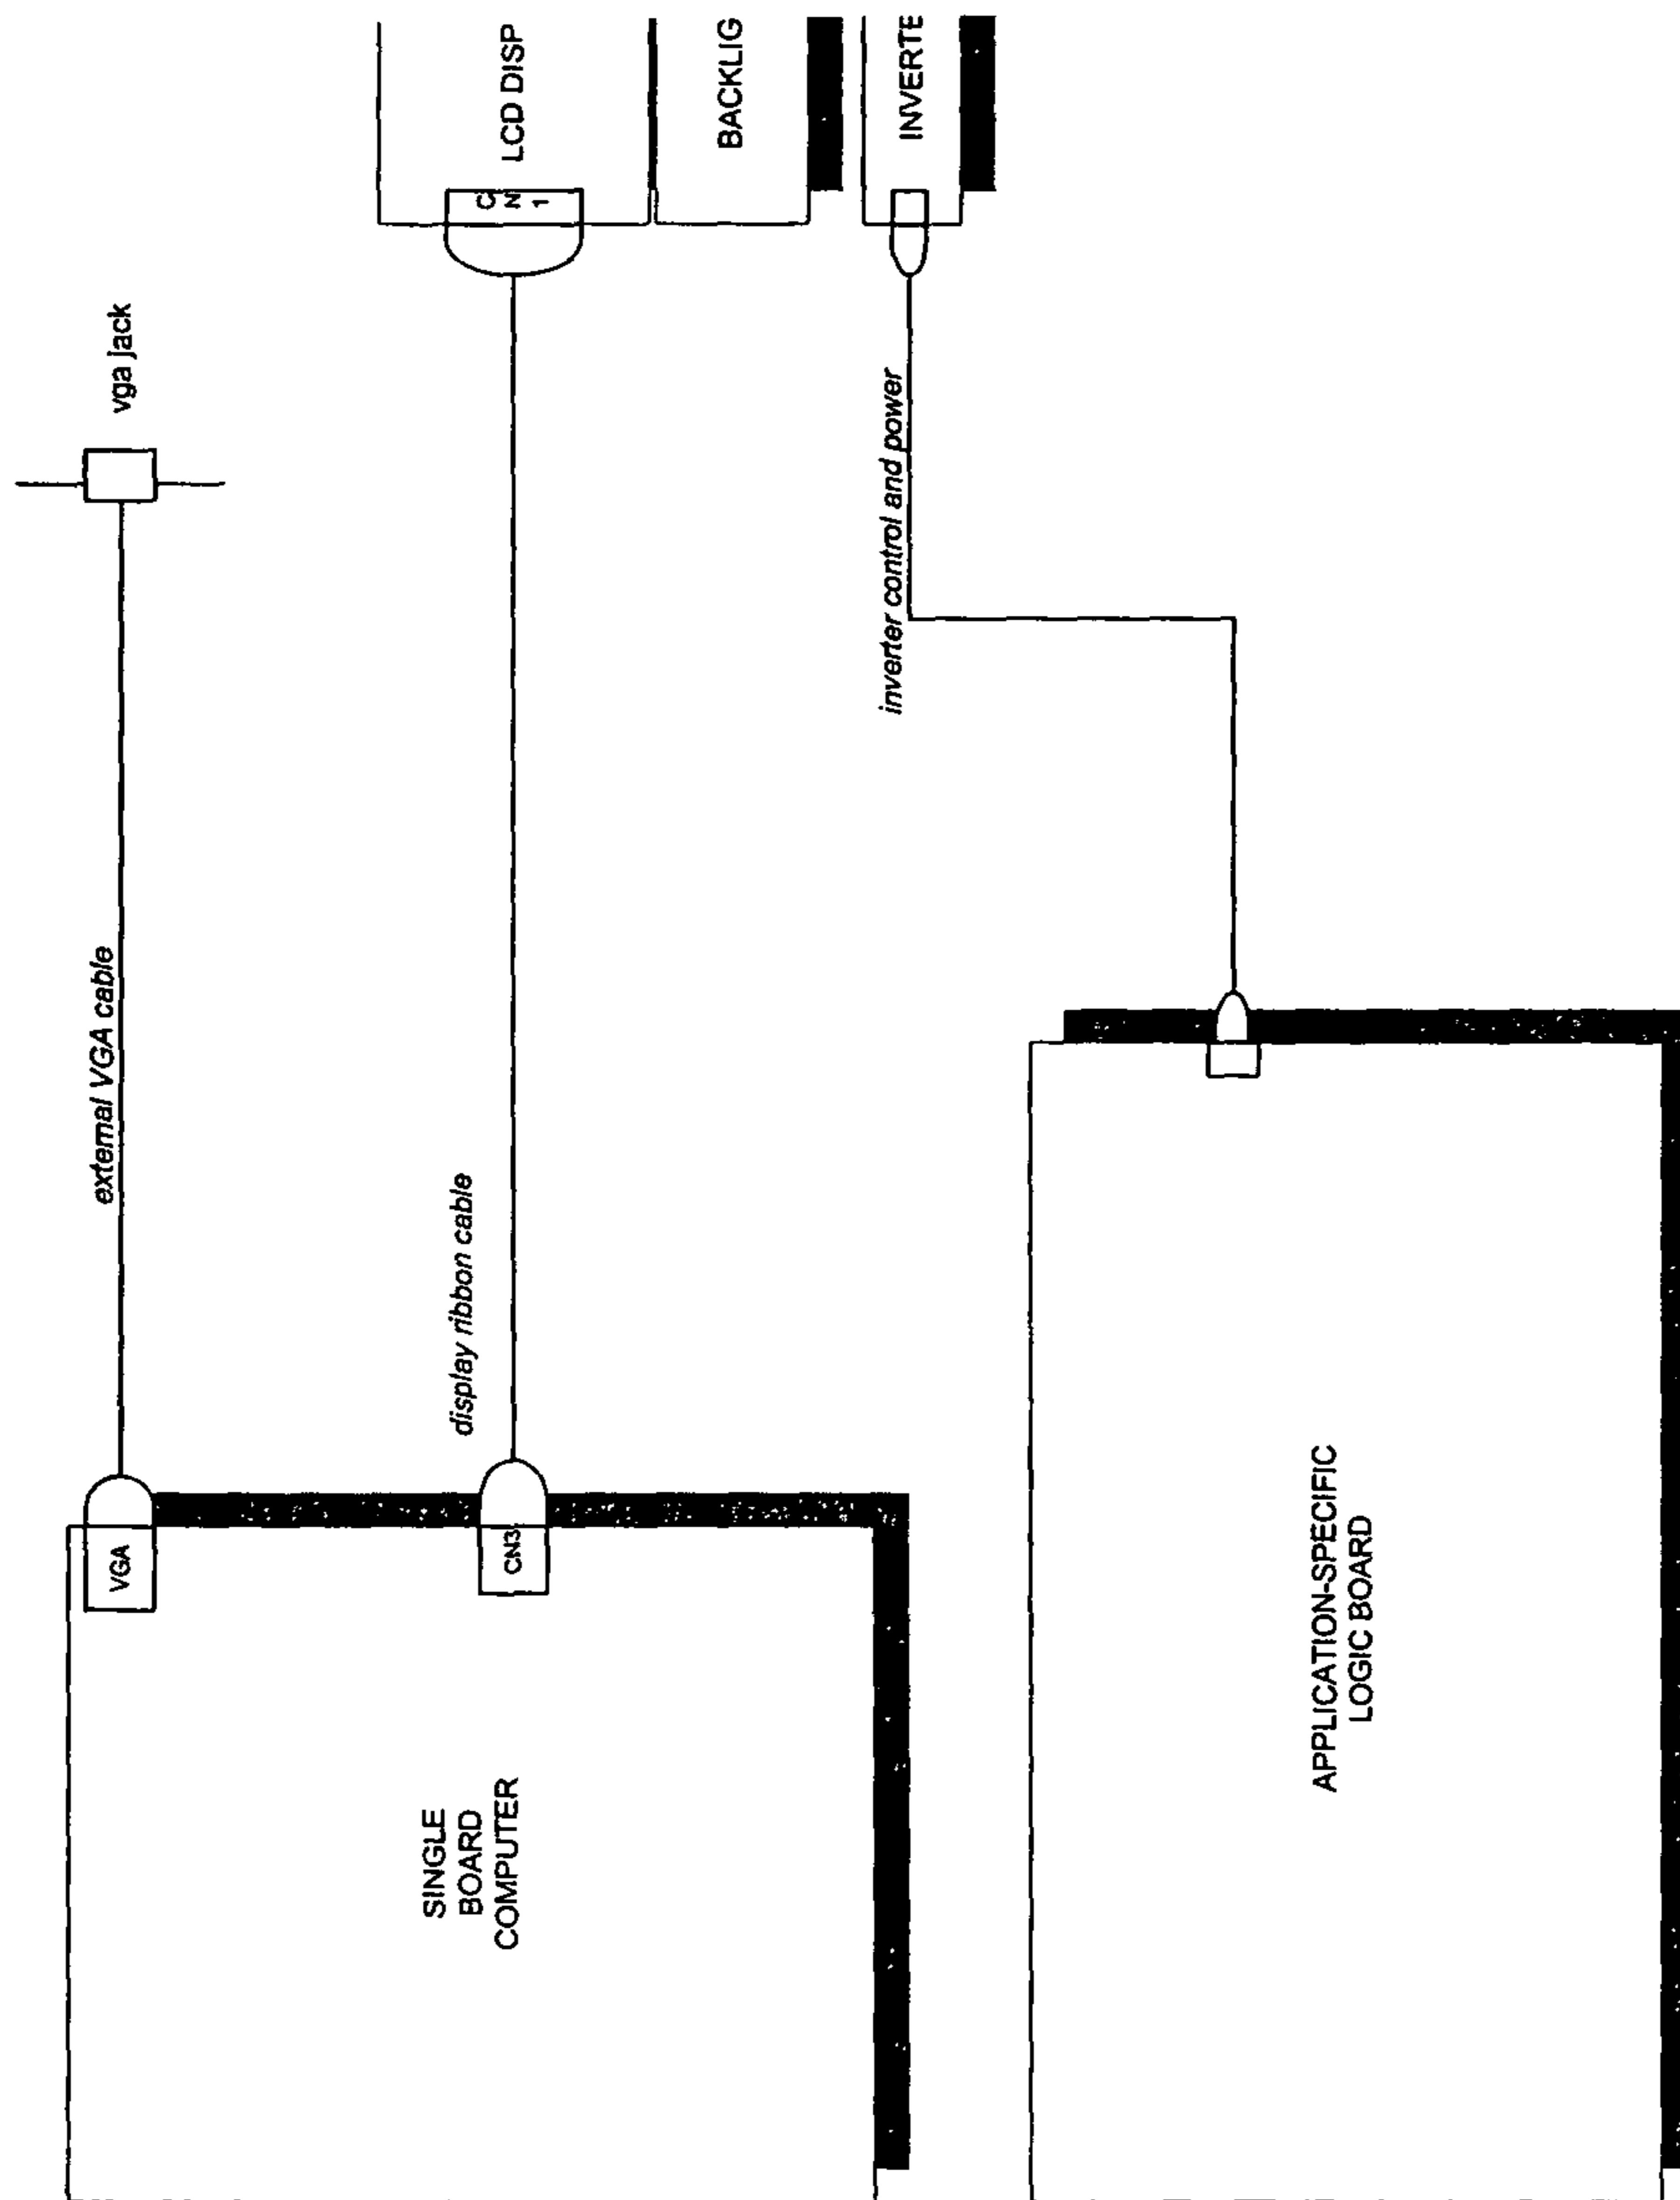 vga jack
external VGA cable
VGA
LCD DISP
C
N
1
display ribbon cable
CN3
SINGLE
BOARD
COMPUTER
BACKLIG
INVERTE
inverter control and power
APPLICATION-SPECIFIC
LOGIC BOARD